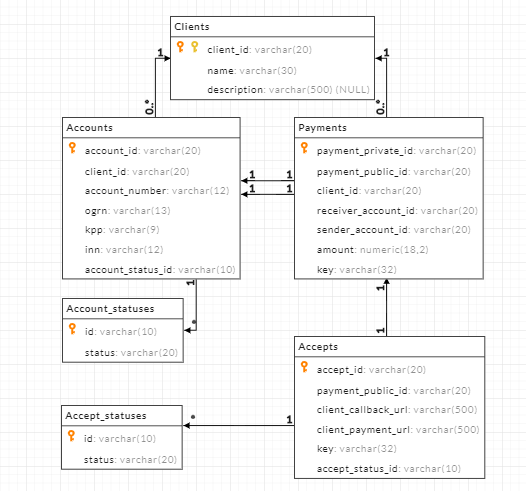 Clients
client_id: varchar(20)
name: varchar(30)
description: varchar(500) (NULL)
1
1
0..*
0..*
Accounts
account_id: varchar(20)
client_id: varchar(20)
account_number: varchar(12)
ogrn: varchar(13)
kpp: varchar(9)
inn: varchar(12)
account_status_id: varchar(10)
1 1
1 1
Payments
payment_private_id: varchar(20)
payment_public_id: varchar(20)
client_id: varchar(20)
receiver_account_id: varchar(20)
sender_account_id: varchar(20)
amount: numeric(18,2)
key: varchar(32)
1
*
Account_statuses
id: varchar(10)
status: varchar(20)
1
1
Accepts
accept_id: varchar(20)
payment_public_id: varchar(20)
client_callback_url: varchar(500)
client_payment_url: varchar(500)
key: varchar(32)
accept_status_id: varchar(10)
* 1
Accept_statuses
id: varchar(10)
status: varchar(20)